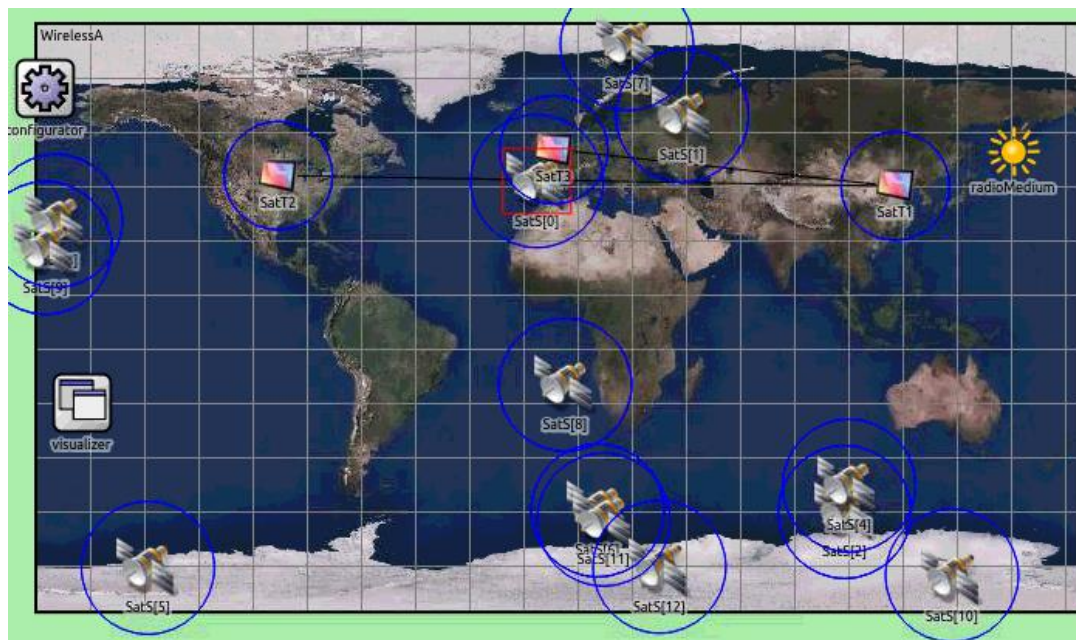 WirelessA
configurator
SatS[7]
SatS[1]
SatT3
SatT2
SatS[0]
SatT1
radioMedium
]
SatS[9]
visualizer
SatS[8]
SatS[4]
SatS[2]
SatS[11]
SatS[5]
SatS[12]
SatS[10]